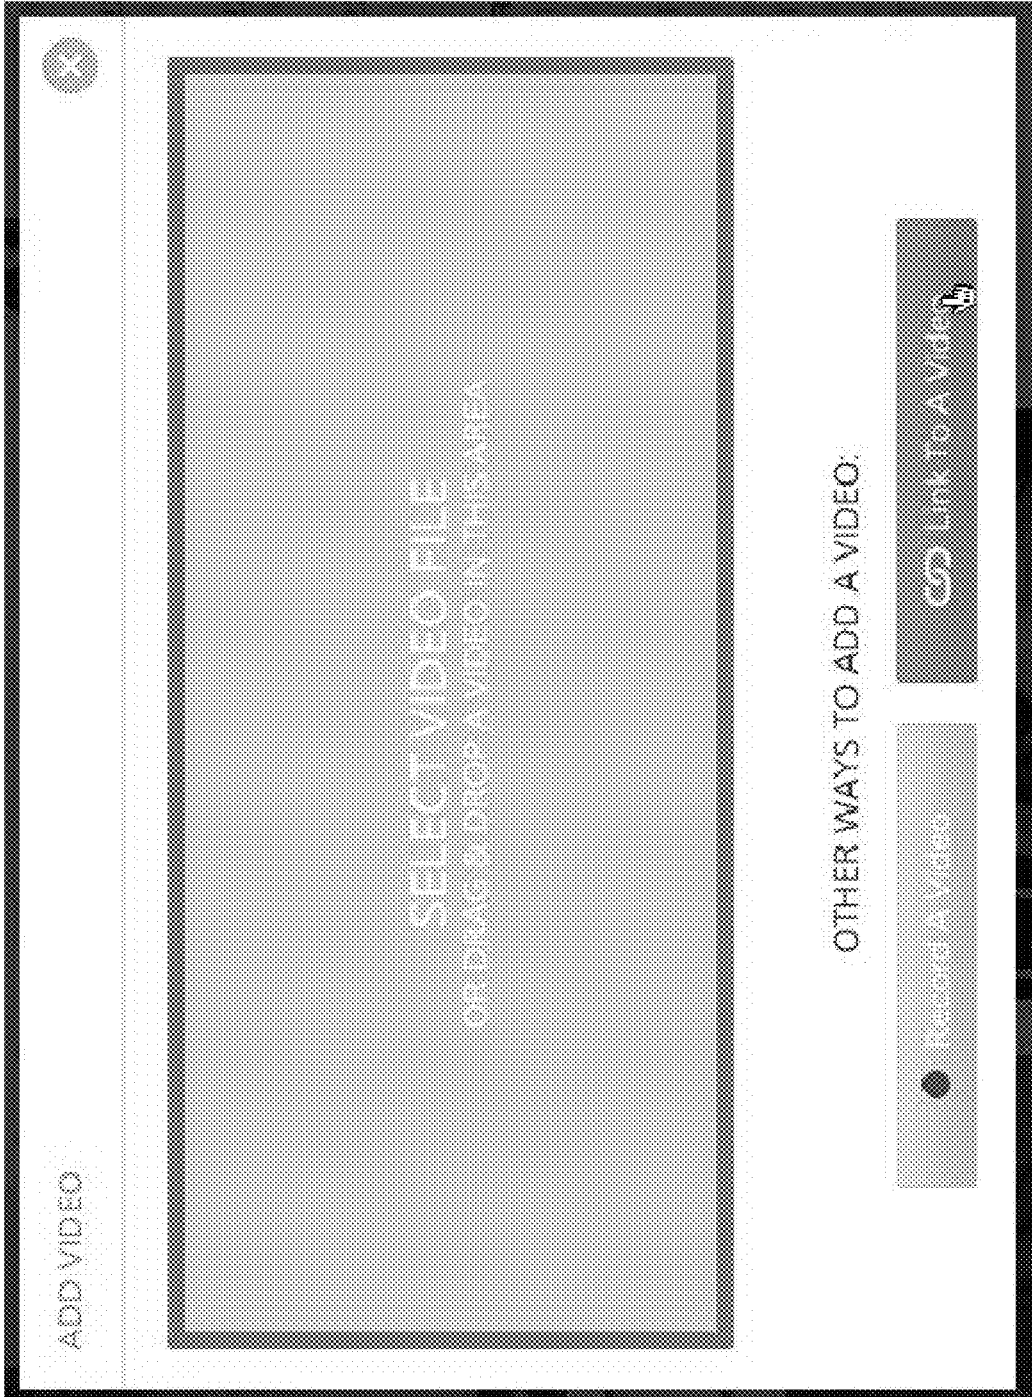 ADD VIDEO
SELECT VIDEO FILE
OR DRAG & DROP A VIDEO IN THIS AREA
OTHER WAYS TO ADD A VIDEO:
Record A Video
Link To A Video